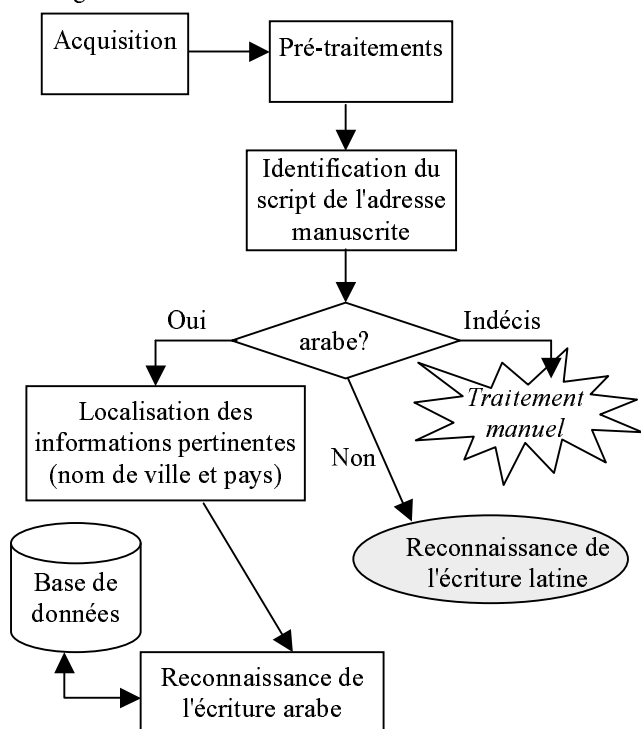 Acquisition
Pré-traitements
Identification du
script de l'adresse
manuscrite
Oui
arabe?
Indécis
Localisation des
informations pertinentes
(nom de ville et pays)
Traitement
manuel
Non
Reconnaissance de
l'écriture latine
Base de
données
Reconnaissance de
l'écriture arabe